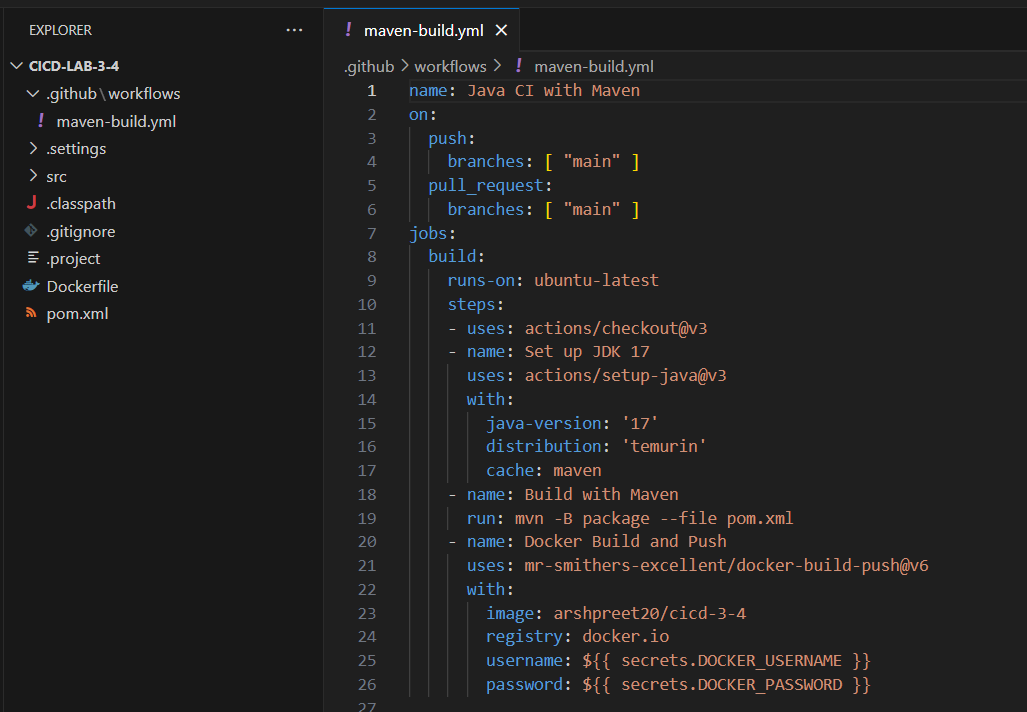 EXPLORER
CICD-LAB-3-4
.github\workflows
! maven-build.yml
.settings
src
J .classpath
.gitignore
.project
Dockerfile
pom.xml
! maven-build.yml
.github > workflows > ! maven-build.yml
1 name: Java CI with Maven
2 on:
3 push:
4 branches: [ "main" ]
5 pull_request:
6 branches: [ "main" ]
7 jobs:
8 build:
9 runs-on: ubuntu-latest
10 steps:
11 - uses: actions/checkout@v3
12 - name: Set up JDK 17
13 uses: actions/setup-java@v3
14 with:
15 java-version: '17'
16 distribution: 'temurin'
17 cache: maven
18 - name: Build with Maven
19 run: mvn -B package --file pom.xml
20 - name: Docker Build and Push
21 uses: mr-smithers-excellent/docker-build-push@v6
22 with:
23 image: arshpreet20/cicd-3-4
24 registry: docker.io
25 username: ${{ secrets.DOCKER_USERNAME }}
26 password: ${{ secrets.DOCKER_PASSWORD }}
27